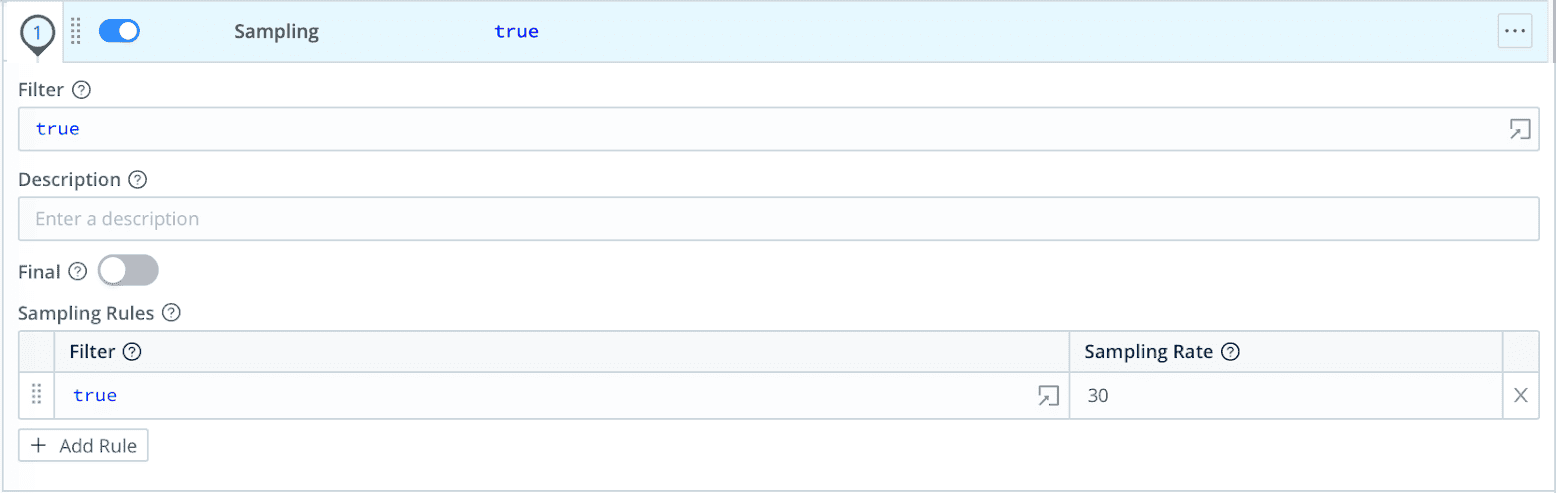 1 Sampling true ...
Filter ?
true
Description ?
Enter a description
Final ?
Sampling Rules ?
Filter ? Sampling Rate ?
true 30 X
+ Add Rule